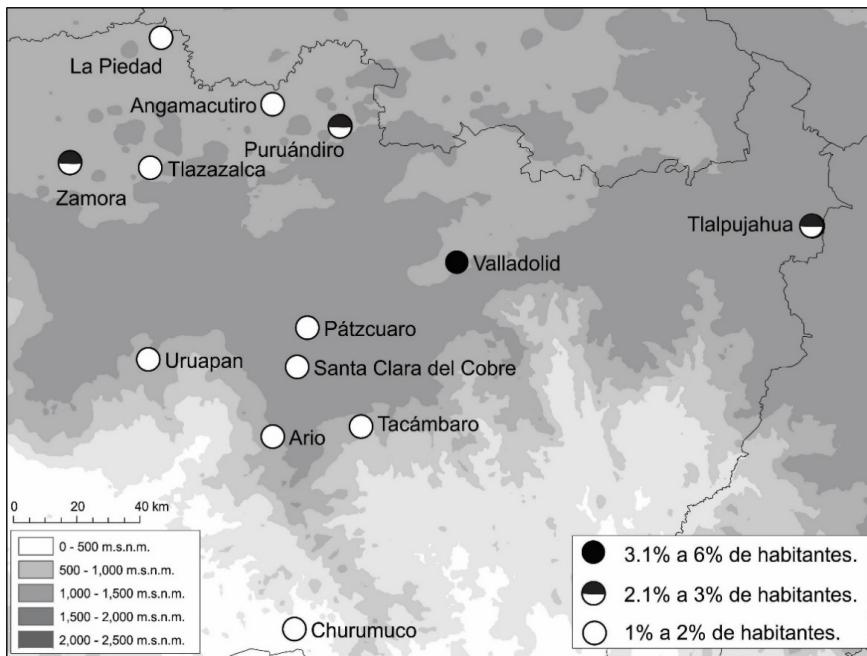 La Piedad
Angamacutiro
Puruándiro
Zamora
Tlazazalca
Tlalpujahua
Valladolid
Pátzcuaro
Uruapan
Santa Clara del Cobre
Tacámbaro
Ario
Churumuco
0 20 40 km
0 - 500 m.s.n.m.
500 - 1,000 m.s.n.m.
1,000 - 1,500 m.s.n.m.
1,500 - 2,000 m.s.n.m.
2,000 - 2,500 m.s.n.m.
3.1% a 6% de habitantes.
2.1% a 3% de habitantes.
1% a 2% de habitantes.